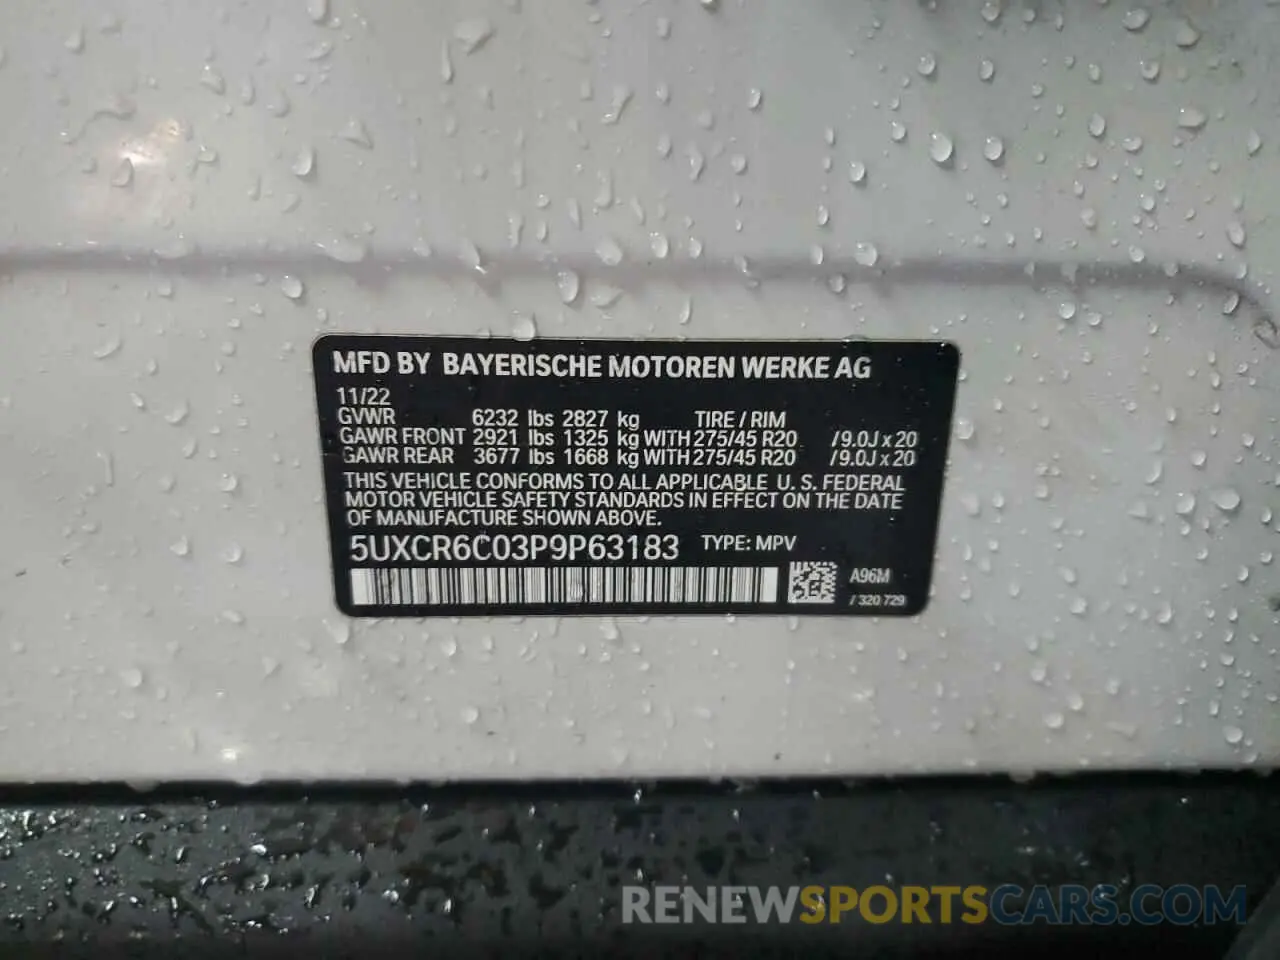 MFD BY BAYERISCHE MOTOREN WERKE AG
11/22
GVWR 6232 lbs 2827 kg TIRE / RIM
GAWR FRONT 2921 lbs 1325 kg WITH 275/45 R20 / 9.0J x 20
GAWR REAR 3677 lbs 1668 kg WITH 275/45 R20 / 9.0J x 20
THIS VEHICLE CONFORMS TO ALL APPLICABLE U. S. FEDERAL
MOTOR VEHICLE SAFETY STANDARDS IN EFFECT ON THE DATE
OF MANUFACTURE SHOWN ABOVE.
5UXCR6C03P9P63183 TYPE: MPV
A96M
/ 320 729
RENEWSPORTSCARS.COM